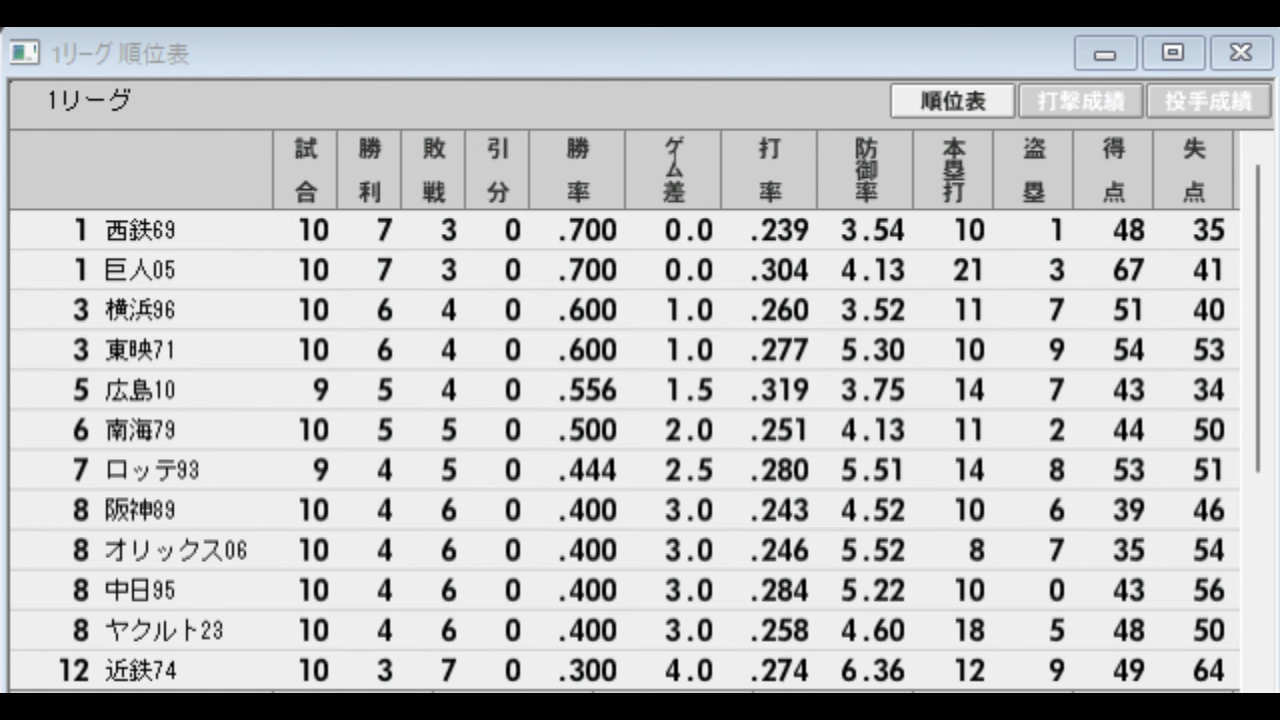 1リーグ 順位表
1リーグ 順位表 打撃成績 投手成績
試合 勝利 敗戦 引分 勝率 ゲーム差 打率 防御率 本塁打 盗塁 得点 失点
1 西鉄69 10 7 3 0 .700 0.0 .239 3.54 10 1 48 35
1 巨人05 10 7 3 0 .700 0.0 .304 4.13 21 3 67 41
3 横浜96 10 6 4 0 .600 1.0 .260 3.52 11 7 51 40
3 東映71 10 6 4 0 .600 1.0 .277 5.30 10 9 54 53
5 広島10 9 5 4 0 .556 1.5 .319 3.75 14 7 43 34
6 南海79 10 5 5 0 .500 2.0 .251 4.13 11 2 44 50
7 ロッテ93 9 4 5 0 .444 2.5 .280 5.51 14 8 53 51
8 阪神89 10 4 6 0 .400 3.0 .243 4.52 10 6 39 46
8 オリックス06 10 4 6 0 .400 3.0 .246 5.52 8 7 35 54
8 中日95 10 4 6 0 .400 3.0 .284 5.22 10 0 43 56
8 ヤクルト23 10 4 6 0 .400 3.0 .258 4.60 18 5 48 50
12 近鉄74 10 3 7 0 .300 4.0 .274 6.36 12 9 49 64